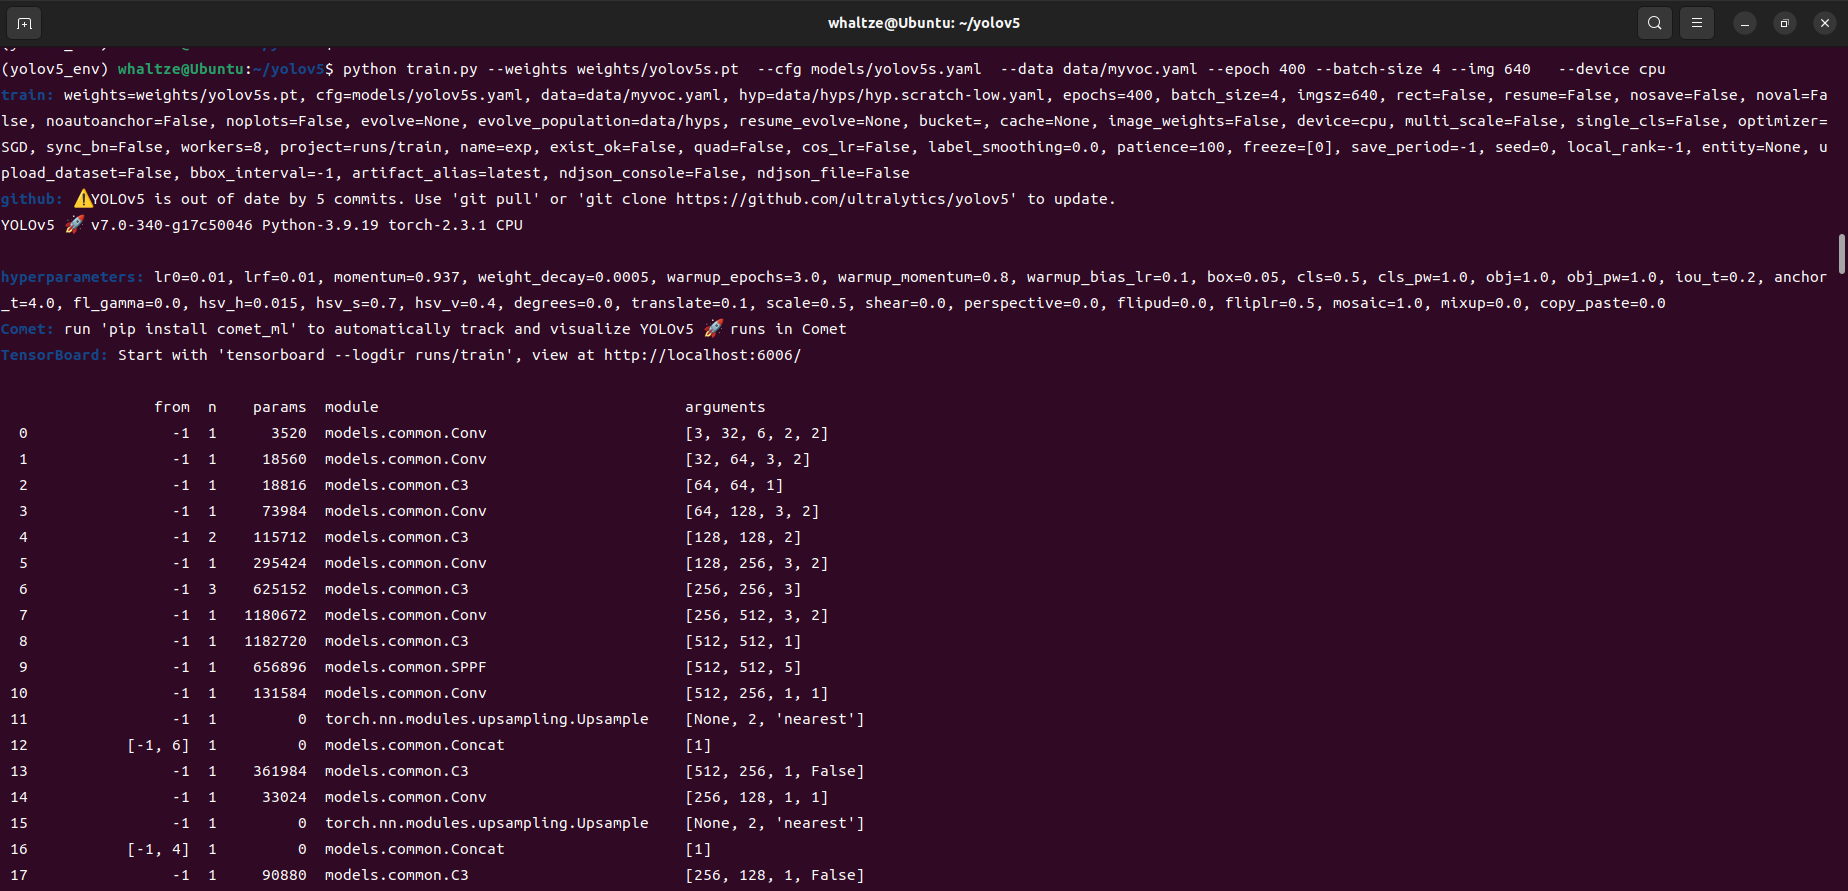 whaltze@Ubuntu: ~/yolov5
(yolov5_env) whaltze@Ubuntu:~/yolov5$ python train.py --weights weights/yolov5s.pt  --cfg models/yolov5s.yaml  --data data/myvoc.yaml --epoch 400 --batch-size 4 --img 640   --device cpu
train: weights=weights/yolov5s.pt, cfg=models/yolov5s.yaml, data=data/myvoc.yaml, hyp=data/hyps/hyp.scratch-low.yaml, epochs=400, batch_size=4, imgsz=640, rect=False, resume=False, nosave=False, noval=Fa
lse, noautoanchor=False, noplots=False, evolve=None, evolve_population=data/hyps, resume_evolve=None, bucket=, cache=None, image_weights=False, device=cpu, multi_scale=False, single_cls=False, optimizer=
SGD, sync_bn=False, workers=8, project=runs/train, name=exp, exist_ok=False, quad=False, cos_lr=False, label_smoothing=0.0, patience=100, freeze=[0], save_period=-1, seed=0, local_rank=-1, entity=None, u
pload_dataset=False, bbox_interval=-1, artifact_alias=latest, ndjson_console=False, ndjson_file=False
github: ⚠️YOLOv5 is out of date by 5 commits. Use 'git pull' or 'git clone https://github.com/ultralytics/yolov5' to update.
YOLOv5 🚀 v7.0-340-g17c50046 Python-3.9.19 torch-2.3.1 CPU
hyperparameters: lr0=0.01, lrf=0.01, momentum=0.937, weight_decay=0.0005, warmup_epochs=3.0, warmup_momentum=0.8, warmup_bias_lr=0.1, box=0.05, cls=0.5, cls_pw=1.0, obj=1.0, obj_pw=1.0, iou_t=0.2, anchor
_t=4.0, fl_gamma=0.0, hsv_h=0.015, hsv_s=0.7, hsv_v=0.4, degrees=0.0, translate=0.1, scale=0.5, shear=0.0, perspective=0.0, flipud=0.0, fliplr=0.5, mosaic=1.0, mixup=0.0, copy_paste=0.0
Comet: run 'pip install comet_ml' to automatically track and visualize YOLOv5 🚀 runs in Comet
TensorBoard: Start with 'tensorboard --logdir runs/train', view at http://localhost:6006/
from  n    params  module                                  arguments
0                -1  1      3520  models.common.Conv                      [3, 32, 6, 2, 2]
1                -1  1     18560  models.common.Conv                      [32, 64, 3, 2]
2                -1  1     18816  models.common.C3                        [64, 64, 1]
3                -1  1     73984  models.common.Conv                      [64, 128, 3, 2]
4                -1  2    115712  models.common.C3                        [128, 128, 2]
5                -1  1    295424  models.common.Conv                      [128, 256, 3, 2]
6                -1  3    625152  models.common.C3                        [256, 256, 3]
7                -1  1   1180672  models.common.Conv                      [256, 512, 3, 2]
8                -1  1   1182720  models.common.C3                        [512, 512, 1]
9                -1  1    656896  models.common.SPPF                      [512, 512, 5]
10                -1  1    131584  models.common.Conv                      [512, 256, 1, 1]
11                -1  1         0  torch.nn.modules.upsampling.Upsample    [None, 2, 'nearest']
12           [-1, 6]  1         0  models.common.Concat                    [1]
13                -1  1    361984  models.common.C3                        [512, 256, 1, False]
14                -1  1     33024  models.common.Conv                      [256, 128, 1, 1]
15                -1  1         0  torch.nn.modules.upsampling.Upsample    [None, 2, 'nearest']
16           [-1, 4]  1         0  models.common.Concat                    [1]
17                -1  1     90880  models.common.C3                        [256, 128, 1, False]